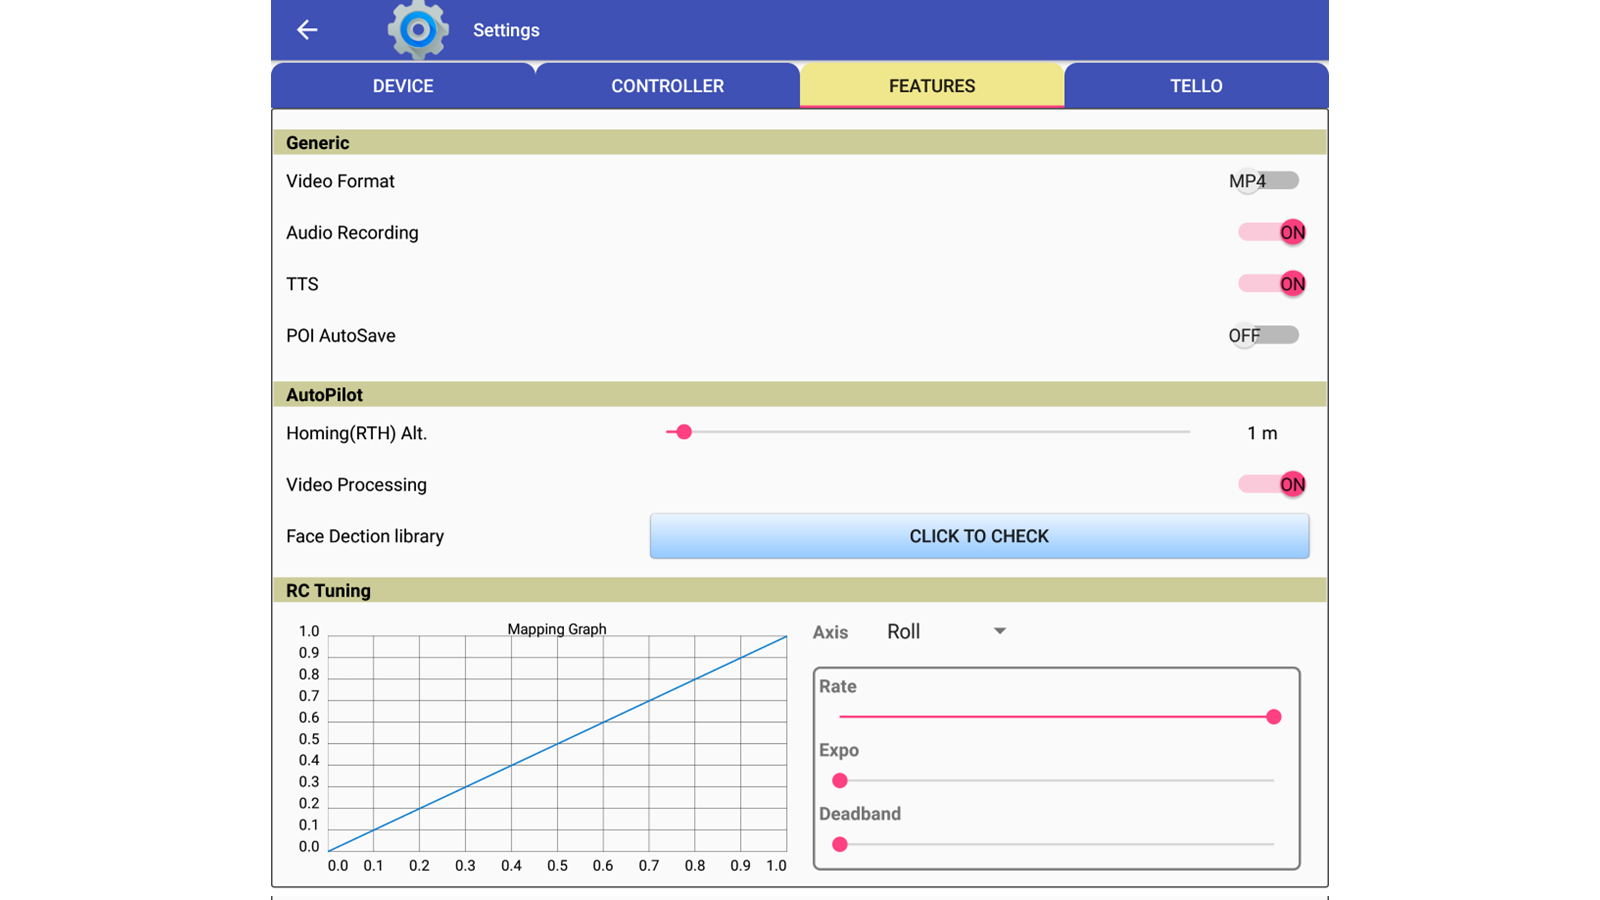 Settings
DEVICE CONTROLLER FEATURES TELLO
Generic
Video Format MP4
Audio Recording ON
TTS ON
POI AutoSave OFF
AutoPilot
Homing(RTH) Alt. 1 m
Video Processing ON
Face Dection library CLICK TO CHECK
RC Tuning
Mapping Graph
1.0
0.9
0.8
0.7
0.6
0.5
0.4
0.3
0.2
0.1
0.0
0.0 0.1 0.2 0.3 0.4 0.5 0.6 0.7 0.8 0.9 1.0
Axis Roll
Rate
Expo
Deadband